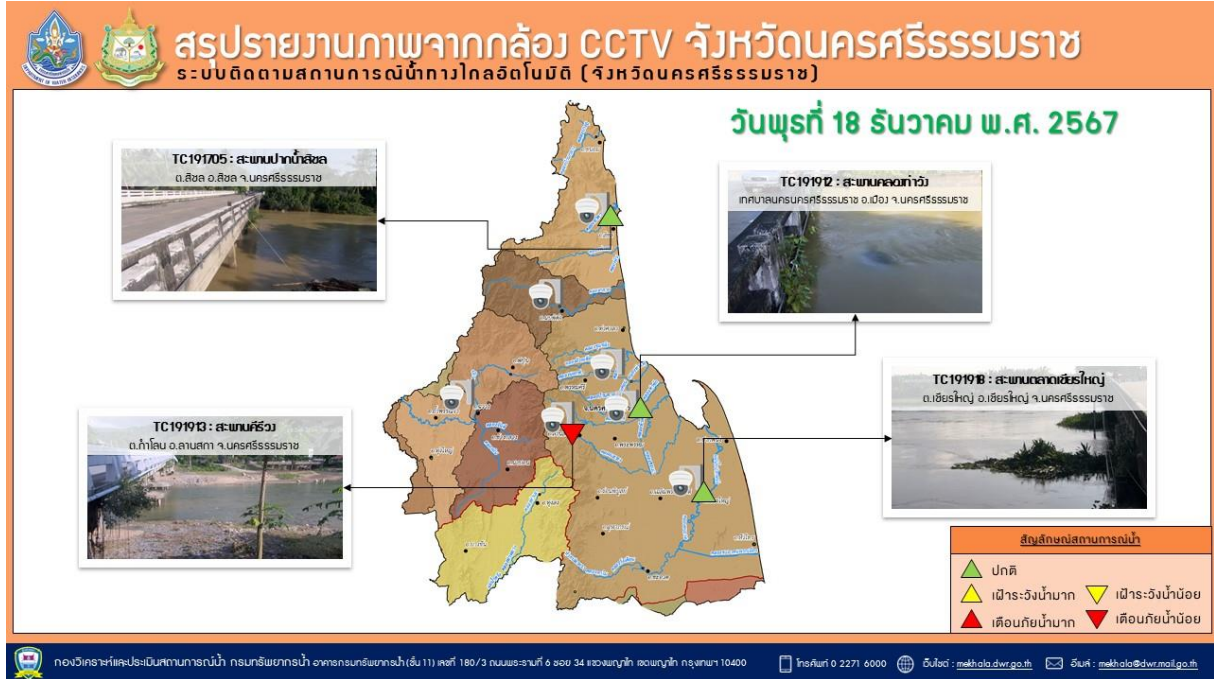 สรุปรายงานภาพจากกล้อง CCTV จังหวัดนครศรีธรรมราช
ระบบติดตามสถานการณ์น้ำทางไกลอัตโนมัติ (จังหวัดนครศรีธรรมราช)
วันพุธที่ 18 ธันวาคม พ.ศ. 2567
TC191705 : สะพานปากน้ำสิชล
ต.สิชล อ.สิชล จ.นครศรีธรรมราช
TC191912 : สะพานคลองท่าวัง
เทศบาลนครนครศรีธรรมราช อ.เมือง จ.นครศรีธรรมราช
TC191918 : สะพานตลาดเชียรใหญ่
ต.เชียรใหญ่ อ.เชียรใหญ่ จ.นครศรีธรรมราช
TC191913 : สะพานคีรีวง
ต.กำโลน อ.ลานสกา จ.นครศรีธรรมราช
สัญลักษณ์สถานการณ์น้ำ
ปกติ
เฝ้าระวังน้ำมาก
เฝ้าระวังน้ำน้อย
เตือนภัยน้ำมาก
เตือนภัยน้ำน้อย
กองวิเคราะห์และประเมินสถานการณ์น้ำ กรมทรัพยากรน้ำ อาคารกรมทรัพยากรน้ำ (ชั้น 11) เลขที่ 180/3 ถนนพระรามที่ 6 ซอย 34 แขวงพญาไท เขตพญาไท กรุงเทพฯ 10400
โทรศัพท์ 0 2271 6000
เว็บไซต์ : mekhala.dwr.go.th
อีเมล์ : mekhala@dwr.mail.go.th